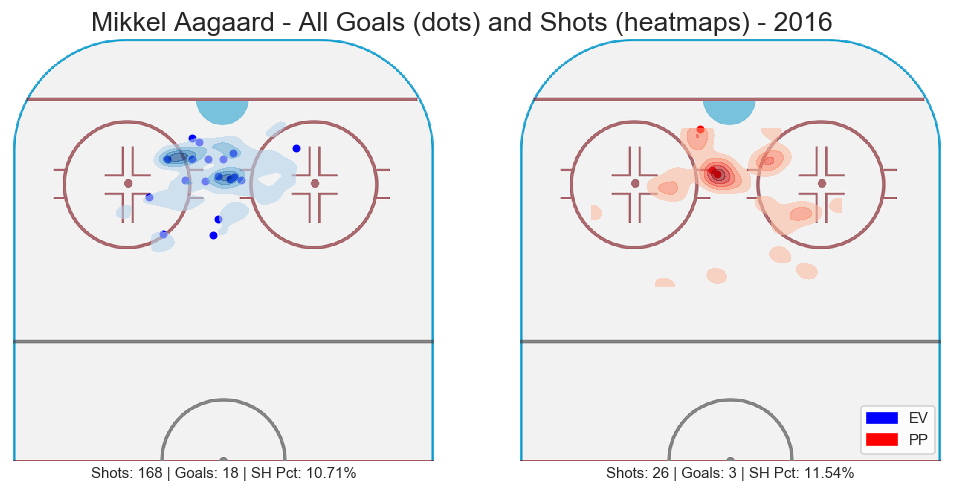 Mikkel Aagaard - All Goals (dots) and Shots (heatmaps) - 2016
EV
PP
Shots: 168 | Goals: 18 | SH Pct: 10.71%
Shots: 26 | Goals: 3 | SH Pct: 11.54%